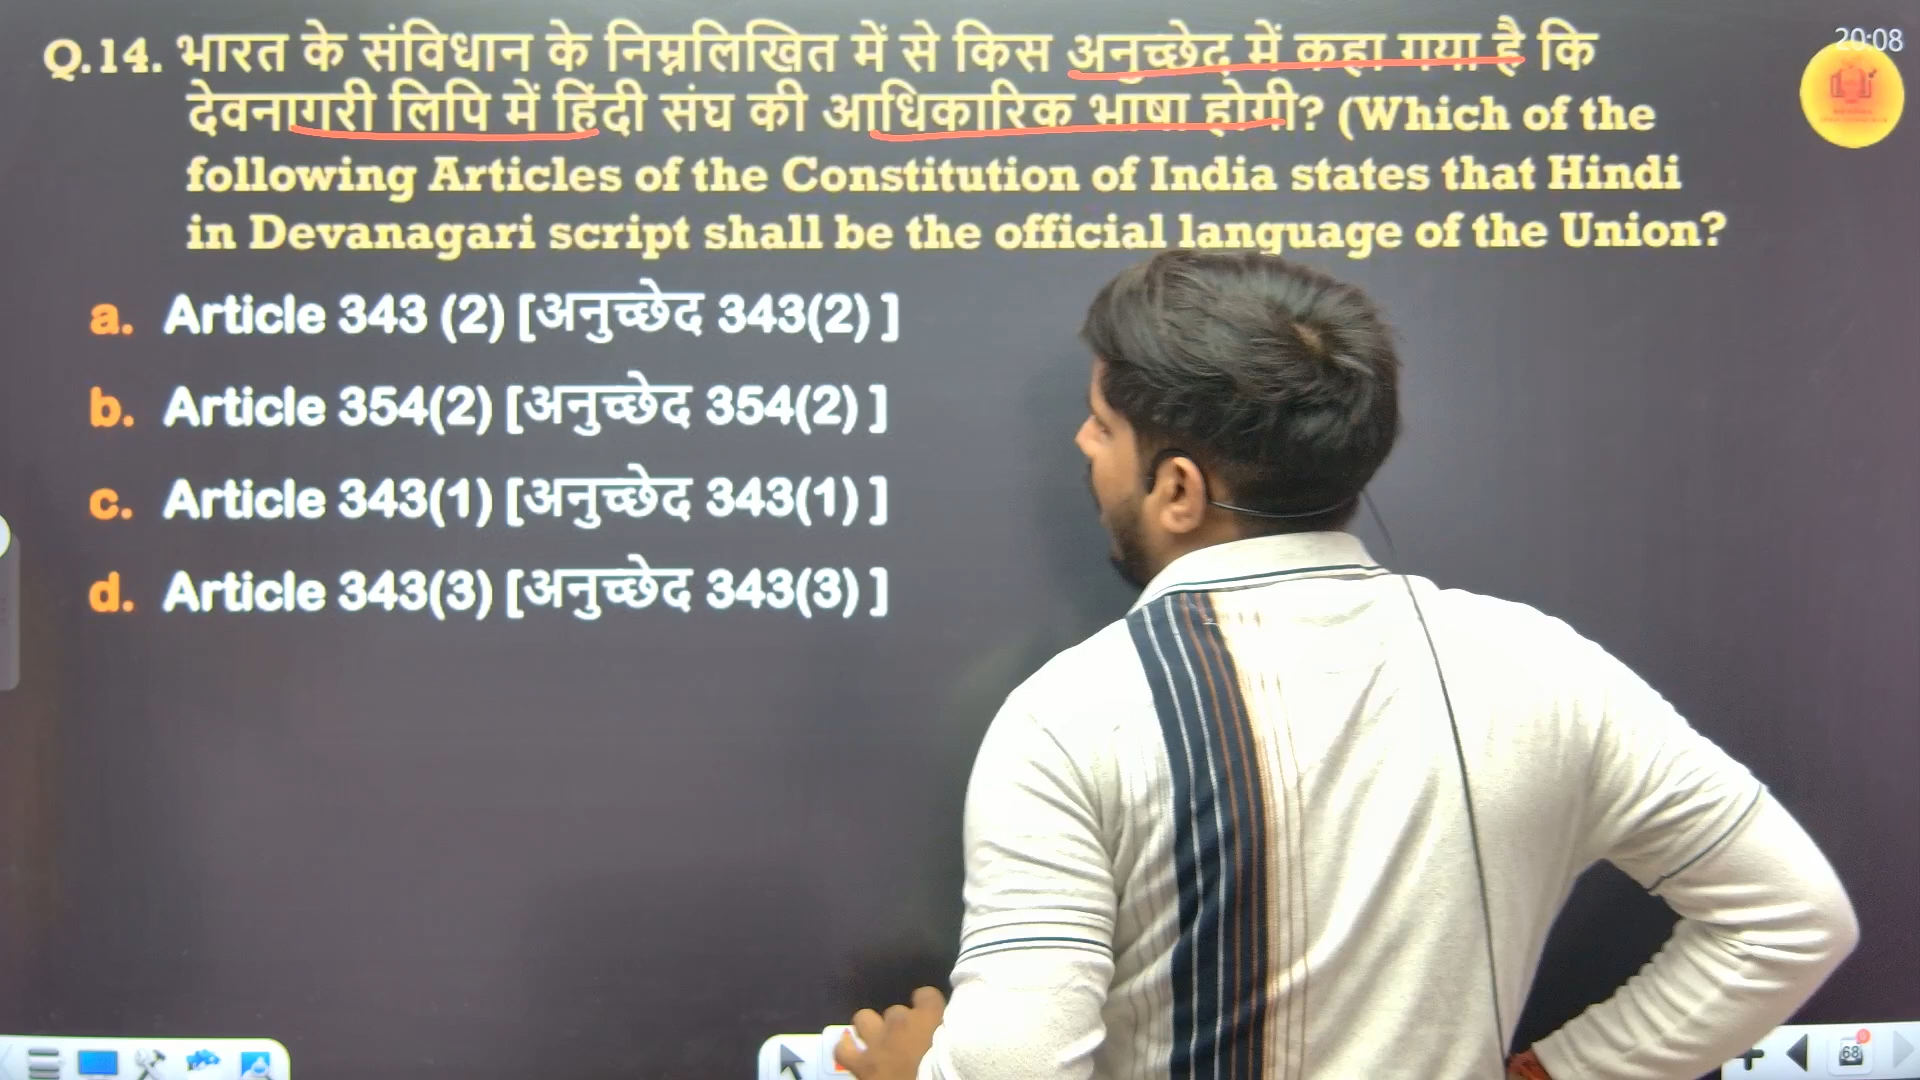 20:08
Q.14. भारत के संविधान के निम्नलिखित में से किस अनुच्छेद में कहा गया है कि
देवनागरी लिपि में हिंदी संघ की आधिकारिक भाषा होगी? (Which of the
following Articles of the Constitution of India states that Hindi
in Devanagari script shall be the official language of the Union?
a. Article 343 (2) [अनुच्छेद 343(2) ]
b. Article 354(2) [अनुच्छेद 354(2) ]
c. Article 343(1) [अनुच्छेद 343(1) ]
d. Article 343(3) [अनुच्छेद 343(3) ]
68